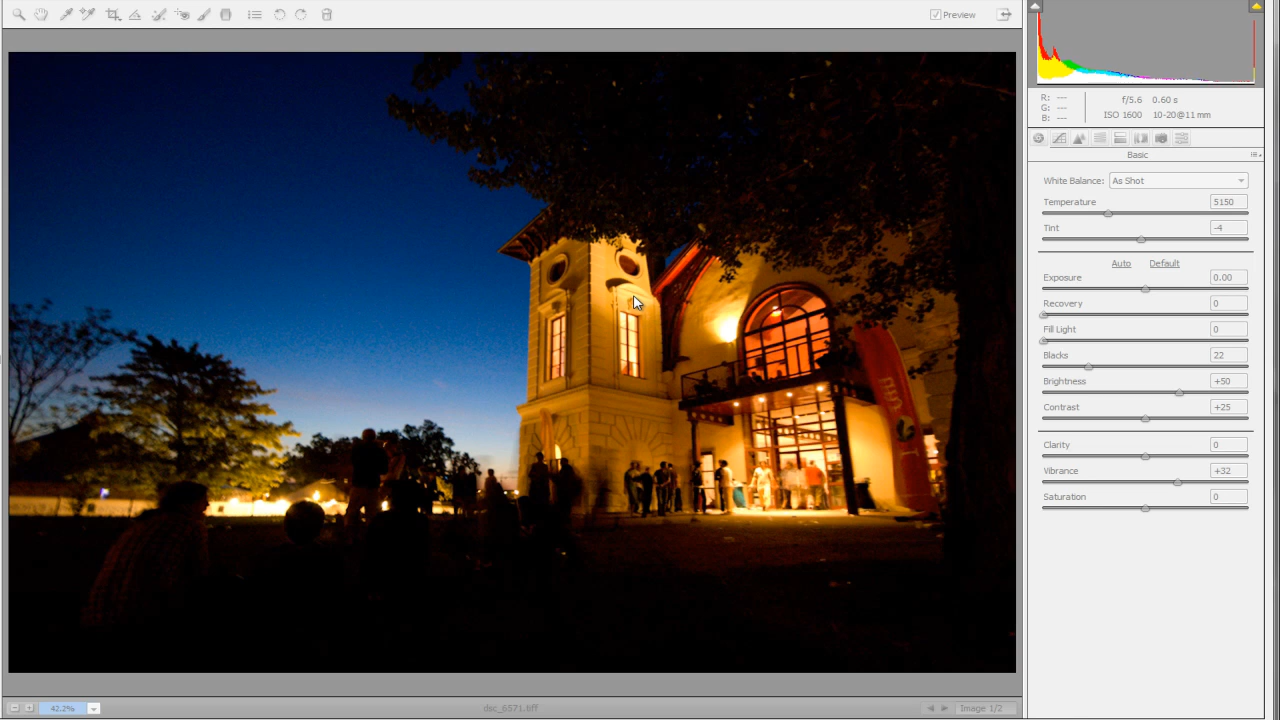 Preview
R: ---
G: ---
B: ---
f/5.6 0.60 s
ISO 1600 10-20@11 mm
Basic
White Balance: As Shot
Temperature 5150
Tint -4
Auto Default
Exposure 0.00
Recovery 0
Fill Light 0
Blacks 22
Brightness +50
Contrast +25
Clarity 0
Vibrance +32
Saturation 0
42.2%
dsc_6571.tiff
Image 1/2